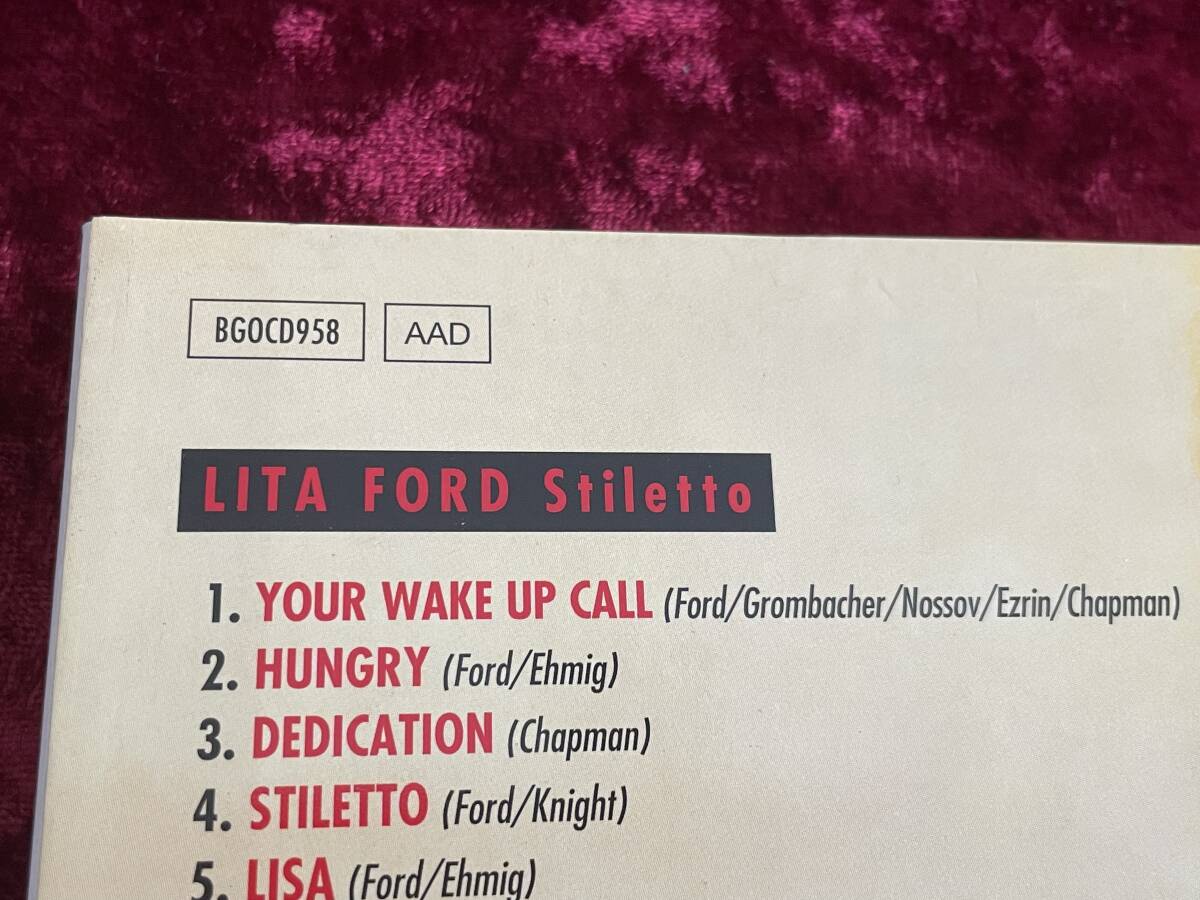 BGOCD958 AAD
LITA FORD Stiletto
1. YOUR WAKE UP CALL (Ford/Grombacher/Nossov/Ezrin/Chapman)
2. HUNGRY (Ford/Ehmig)
3. DEDICATION (Chapman)
4. STILETTO (Ford/Knight)
5. LISA (Ford/Ehmig)